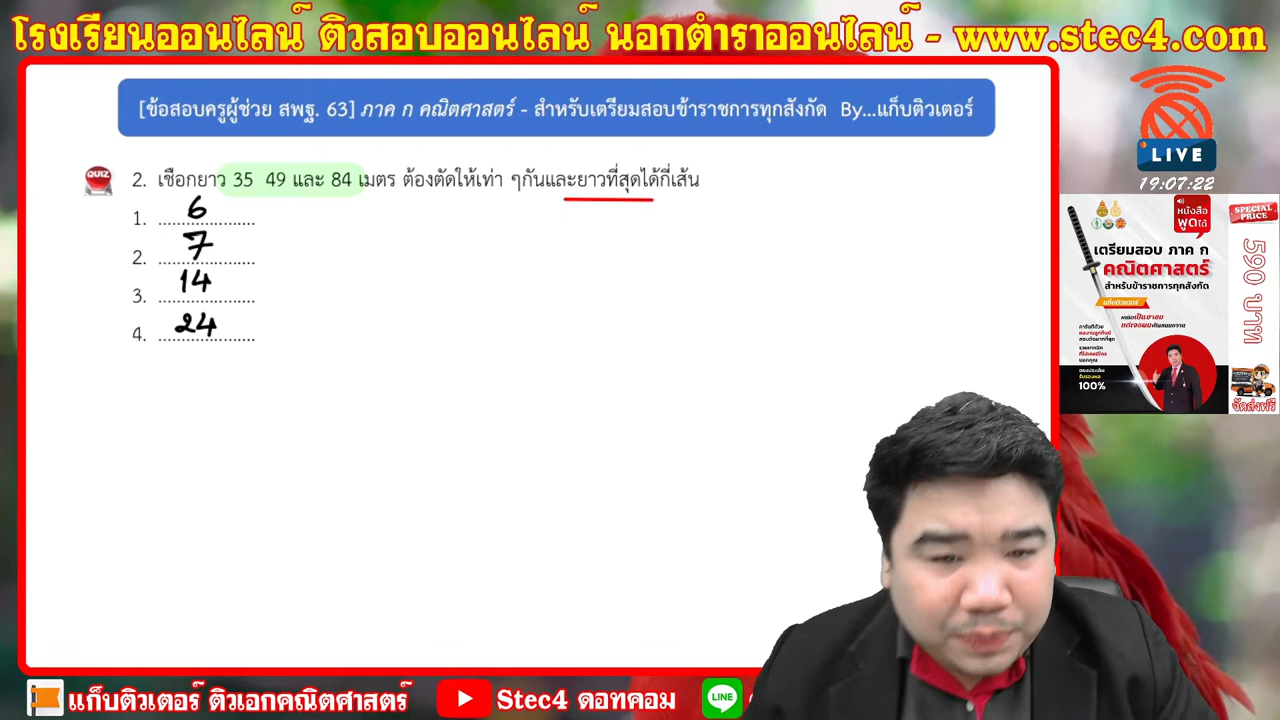 โรงเรียนออนไลน์ ติวสอบออนไลน์ นอกตำราออนไลน์ - www.stec4.com
[ข้อสอบครูผู้ช่วย สพฐ. 63] ภาค ก คณิตศาสตร์ - สำหรับเตรียมสอบข้าราชการทุกสังกัด By...แก็บติวเตอร์
LIVE
19:07:22
QUIZ
2. เชือกยาว 35 49 และ 84 เมตร ต้องตัดให้เท่า ๆกันและยาวที่สุดได้กี่เส้น
1. 6
2. 7
3. 14
4. 24
หนังสือ
พูดได้
SPECIAL
PRICE
590 บาท
เตรียมสอบ ภาค ก
คณิตศาสตร์
สำหรับข้าราชการทุกสังกัด
แก็บติวเตอร์
100%
จัดส่งฟรี
แก็บติวเตอร์ ติวเอกคณิตศาสตร์
Stec4 ดอทคอม
LINE